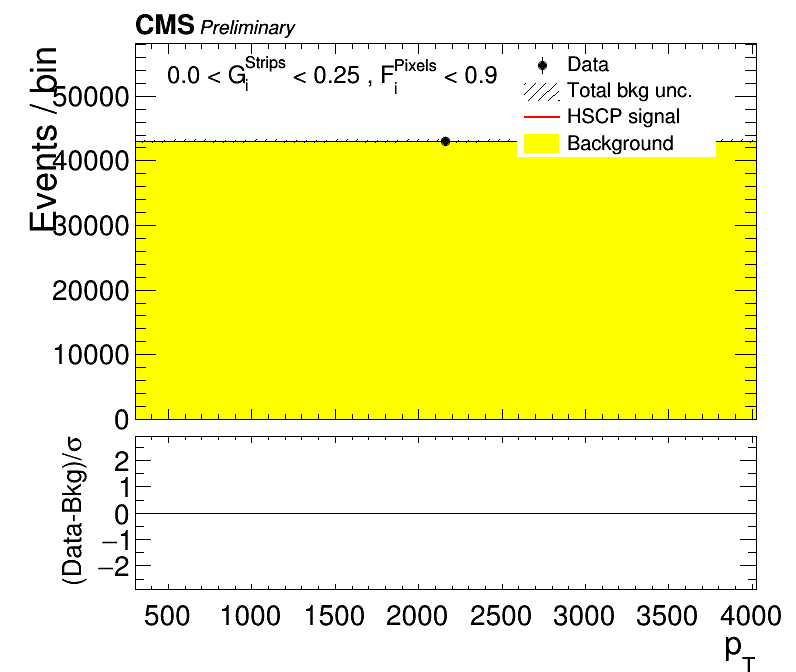 CMS Preliminary
0.0 < G_i^Strips < 0.25 , F_i^Pixels < 0.9
Data
Total bkg unc.
HSCP signal
Background
Events / bin
50000
40000
30000
20000
10000
0
(Data-Bkg)/σ
2
1
0
−1
−2
500 1000 1500 2000 2500 3000 3500 4000
p_T